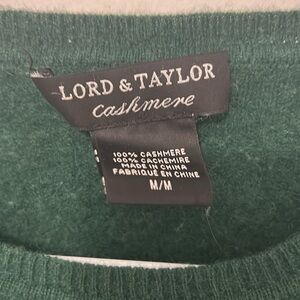 LORD & TAYLOR
cashmere
100% CASHMERE
100% CACHEMIRE
MADE IN CHINA
FABRIQUÉ EN CHINE
M/M